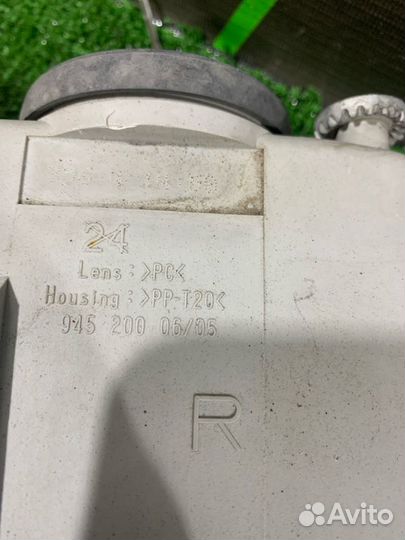 24
Lens : >PC<
Housing : >PP-T20<
945 200 06/05
R
Avito